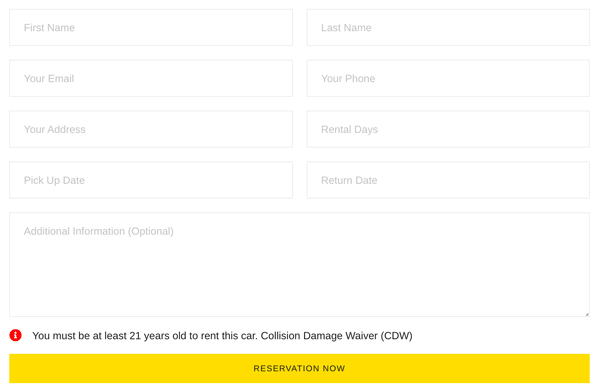 First Name
Last Name
Your Email
Your Phone
Your Address
Rental Days
Pick Up Date
Return Date
Additional Information (Optional)
You must be at least 21 years old to rent this car. Collision Damage Waiver (CDW)
RESERVATION NOW